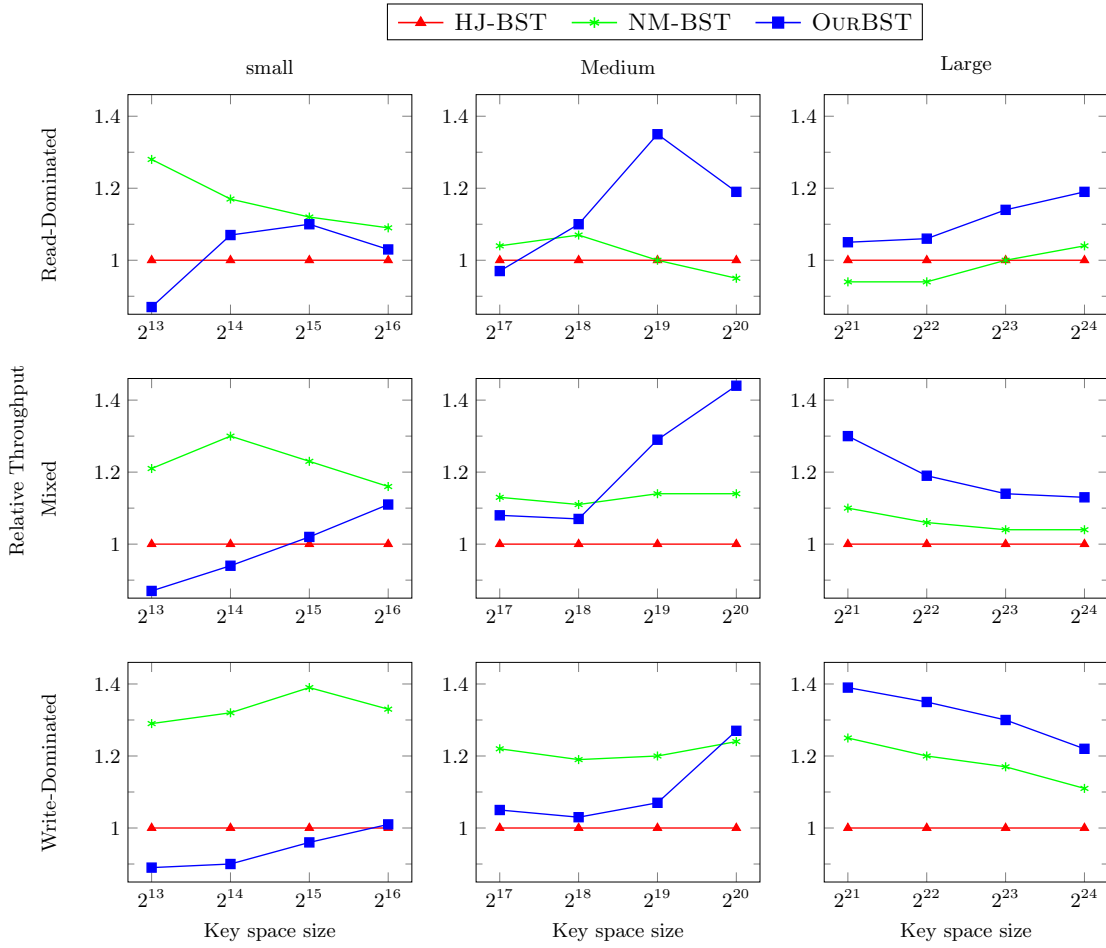 HJ-BST NM-BST OURBST
small Medium Large
Read-Dominated
1.4 1.2 1
2^13 2^14 2^15 2^16
1.4 1.2 1
2^17 2^18 2^19 2^20
1.4 1.2 1
2^21 2^22 2^23 2^24
Relative Throughput
Mixed
1.4 1.2 1
2^13 2^14 2^15 2^16
1.4 1.2 1
2^17 2^18 2^19 2^20
1.4 1.2 1
2^21 2^22 2^23 2^24
Write-Dominated
1.4 1.2 1
2^13 2^14 2^15 2^16
Key space size
1.4 1.2 1
2^17 2^18 2^19 2^20
Key space size
1.4 1.2 1
2^21 2^22 2^23 2^24
Key space size